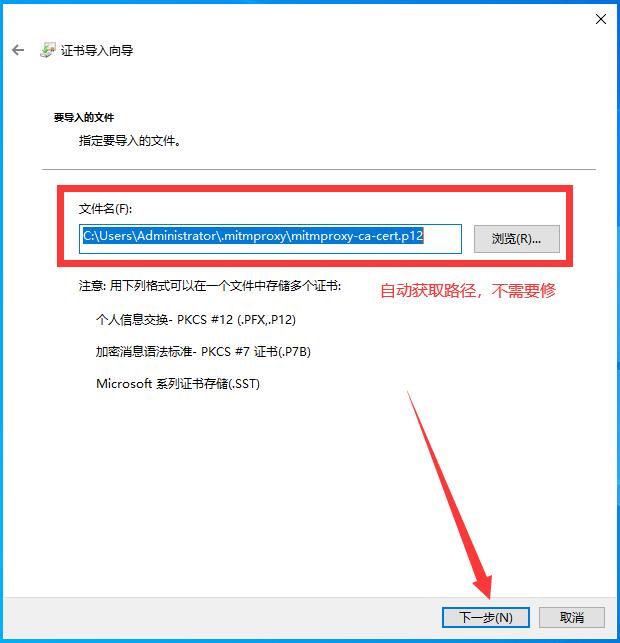 证书导入向导
要导入的文件
指定要导入的文件。
文件名(F):
C:\Users\Administrator\.mitmproxy\mitmproxy-ca-cert.p12
浏览(R)...
注意: 用下列格式可以在一个文件中存储多个证书:
自动获取路径，不需要修
个人信息交换- PKCS #12 (.PFX,.P12)
加密消息语法标准- PKCS #7 证书(.P7B)
Microsoft 系列证书存储(.SST)
下一步(N)
取消